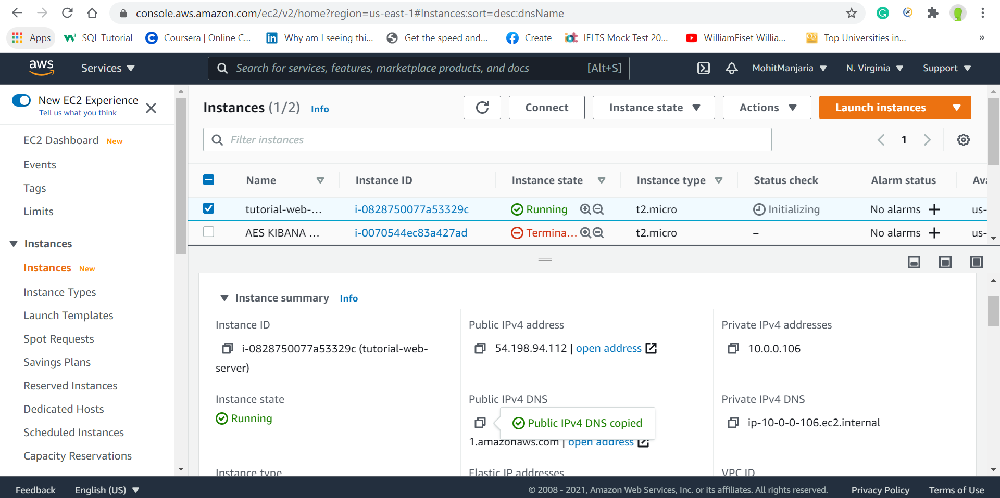 console.aws.amazon.com/ec2/v2/home?region=us-east-1#Instances:sort=desc:dnsName
Apps SQL Tutorial Coursera | Online C... Why am I seeing thi... Get the speed and... Create IELTS Mock Test 20... WilliamFiset Willia... Top Universities in... »
aws Services Search for services, features, marketplace products, and docs [Alt+S] MohitManjaria N. Virginia Support
New EC2 Experience
Tell us what you think
EC2 Dashboard New
Events
Tags
Limits
Instances
Instances New
Instance Types
Launch Templates
Spot Requests
Savings Plans
Reserved Instances
Dedicated Hosts
Scheduled Instances
Capacity Reservations
Instances (1/2) Info Connect Instance state Actions Launch instances
Filter instances 1
Name Instance ID Instance state Instance type Status check Alarm status Ava
tutorial-web-... i-0828750077a53329c Running t2.micro Initializing No alarms + us-
AES KIBANA ... i-0070544ec83a427ad Termina... t2.micro – No alarms + us-
Instance summary Info
Instance ID Public IPv4 address Private IPv4 addresses
i-0828750077a53329c (tutorial-web- 54.198.94.112 | open address 10.0.0.106
server)
Instance state Public IPv4 DNS Private IPv4 DNS
Running Public IPv4 DNS copied ip-10-0-0-106.ec2.internal
1.amazonaws.com | open address
Instance type Elastic IP addresses VPC ID
Feedback English (US) © 2008 - 2021, Amazon Web Services, Inc. or its affiliates. All rights reserved. Privacy Policy Terms of Use